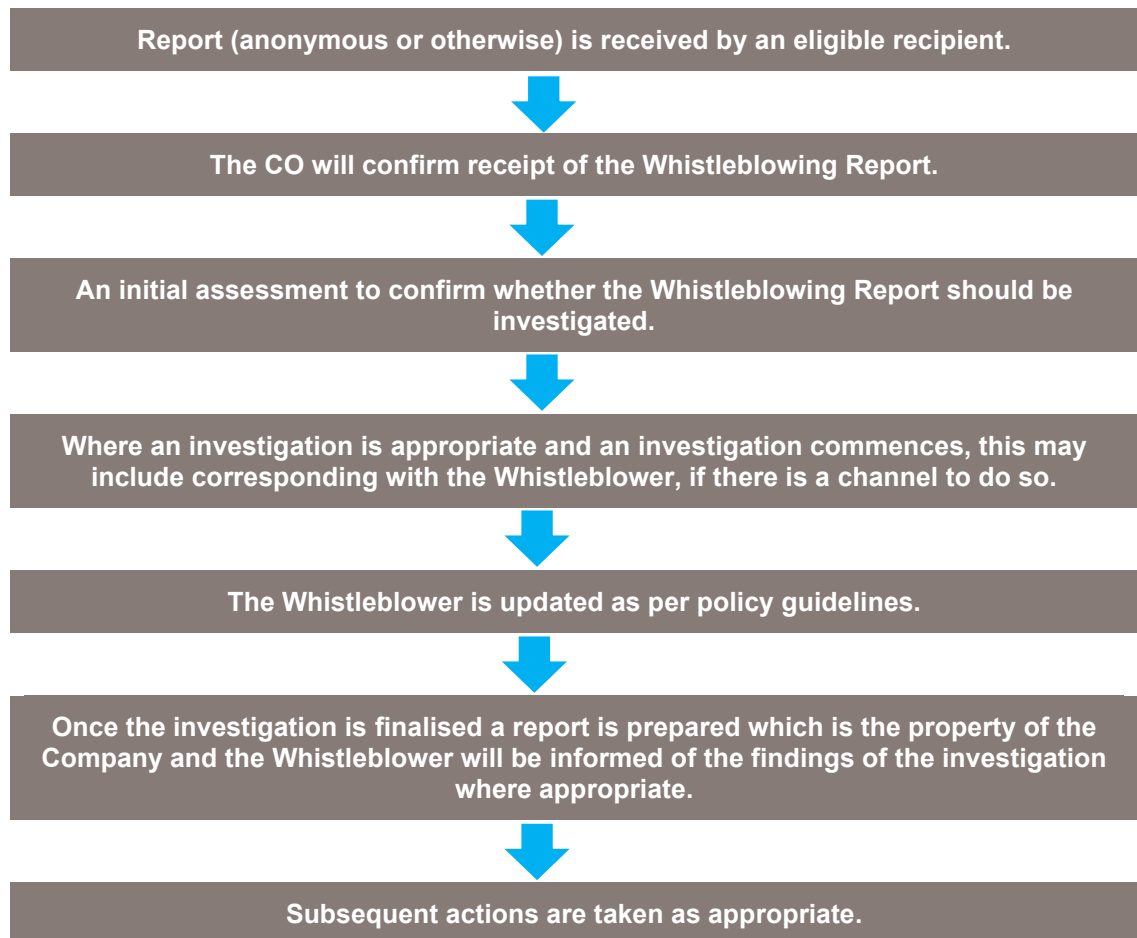 Report (anonymous or otherwise) is received by an eligible recipient.
The CO will confirm receipt of the Whistleblowing Report.
An initial assessment to confirm whether the Whistleblowing Report should be
investigated.
Where an investigation is appropriate and an investigation commences, this may
include corresponding with the Whistleblower, if there is a channel to do so.
The Whistleblower is updated as per policy guidelines.
Once the investigation is finalised a report is prepared which is the property of the
Company and the Whistleblower will be informed of the findings of the investigation
where appropriate.
Subsequent actions are taken as appropriate.